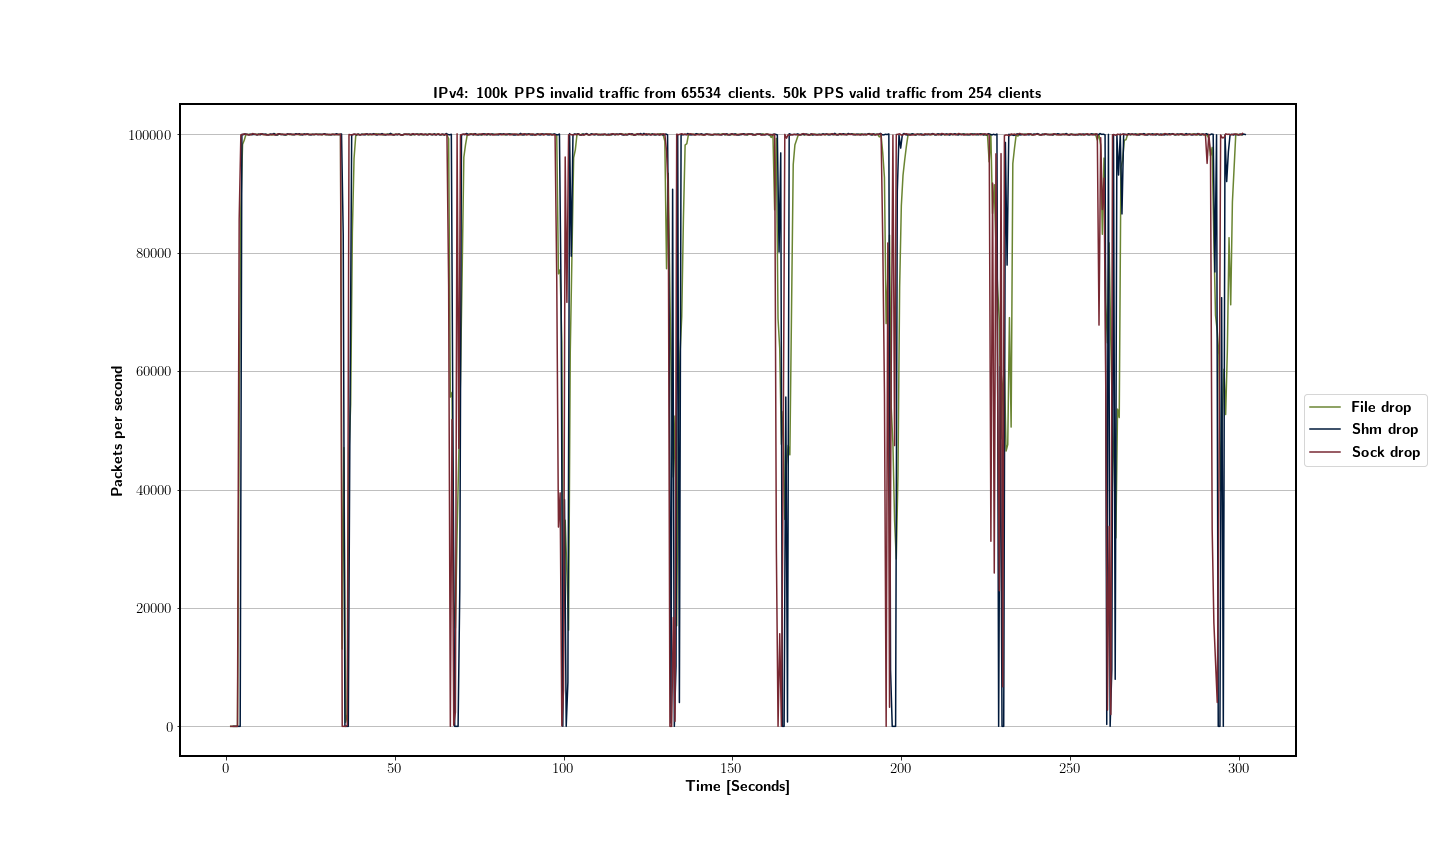 IPv4: 100k PPS invalid traffic from 65534 clients. 50k PPS valid traffic from 254 clients
100000
80000
60000
40000
20000
0
Packets per second
0 50 100 150 200 250 300
Time [Seconds]
File drop
Shm drop
Sock drop